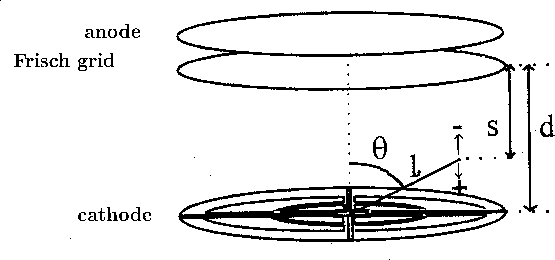 anode
Frisch grid
θ
l
-
+
s
d
cathode